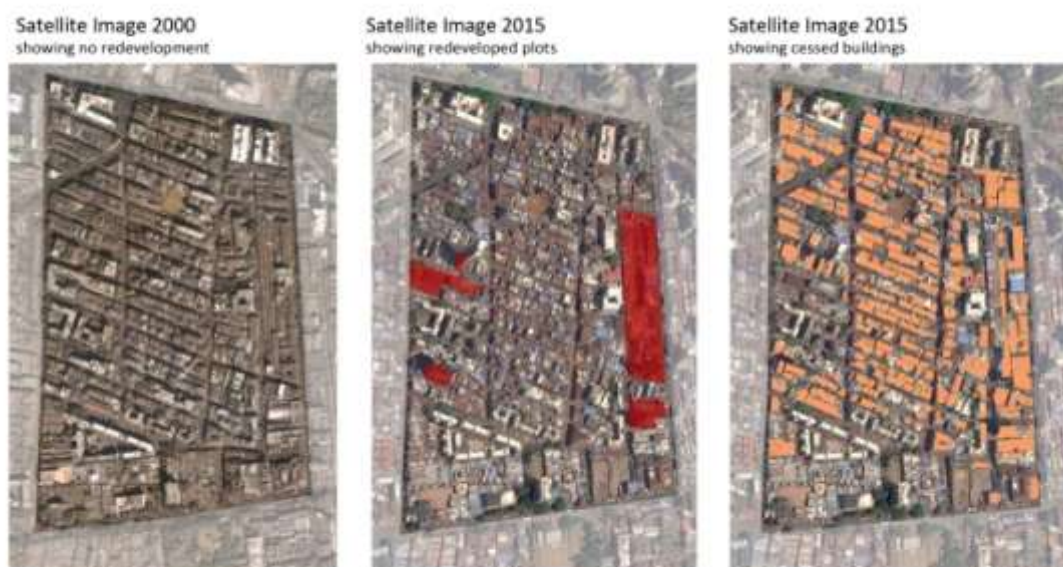 Satellite Image 2000
showing no redevelopment
Satellite Image 2015
showing redeveloped plots
Satellite Image 2015
showing cessed buildings